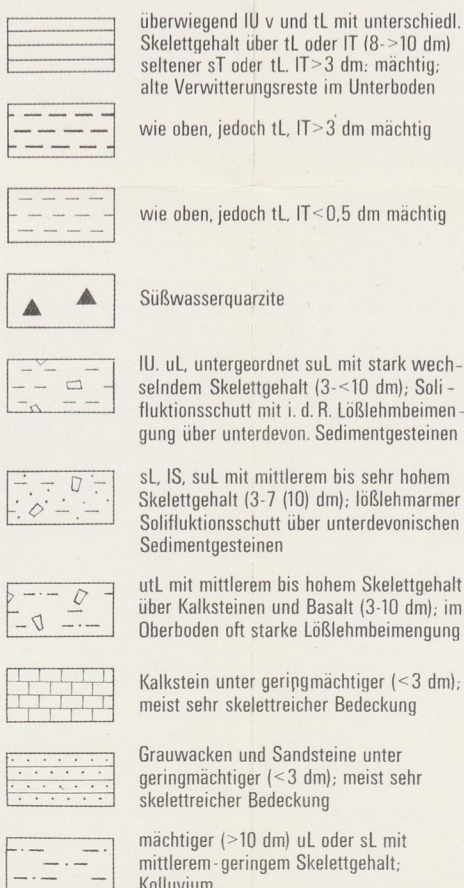 überwiegend lU v und tL mit unterschiedl.
Skelettgehalt über tL oder lT (8->10 dm)
seltener sT oder tL. lT>3 dm: mächtig;
alte Verwitterungsreste im Unterboden
wie oben, jedoch tL, lT>3 dm mächtig
wie oben, jedoch tL, lT<0,5 dm mächtig
Süßwasserquarzite
lU. uL, untergeordnet suL mit stark wech-
selndem Skelettgehalt (3-<10 dm); Soli-
fluktionsschutt mit i. d. R. Lößlehmbeimen-
gung über unterdevon. Sedimentgesteinen
sL, lS, suL mit mittlerem bis sehr hohem
Skelettgehalt (3-7 (10) dm); lößlehmarmer
Solifluktionsschutt über unterdevonischen
Sedimentgesteinen
utL mit mittlerem bis hohem Skelettgehalt
über Kalksteinen und Basalt (3-10 dm); im
Oberboden oft starke Lößlehmbeimengung
Kalkstein unter geringmächtiger (<3 dm);
meist sehr skelettreicher Bedeckung
Grauwacken und Sandsteine unter
geringmächtiger (<3 dm); meist sehr
skelettreicher Bedeckung
mächtiger (>10 dm) uL oder sL mit
mittlerem-geringem Skelettgehalt;
Kolluvium